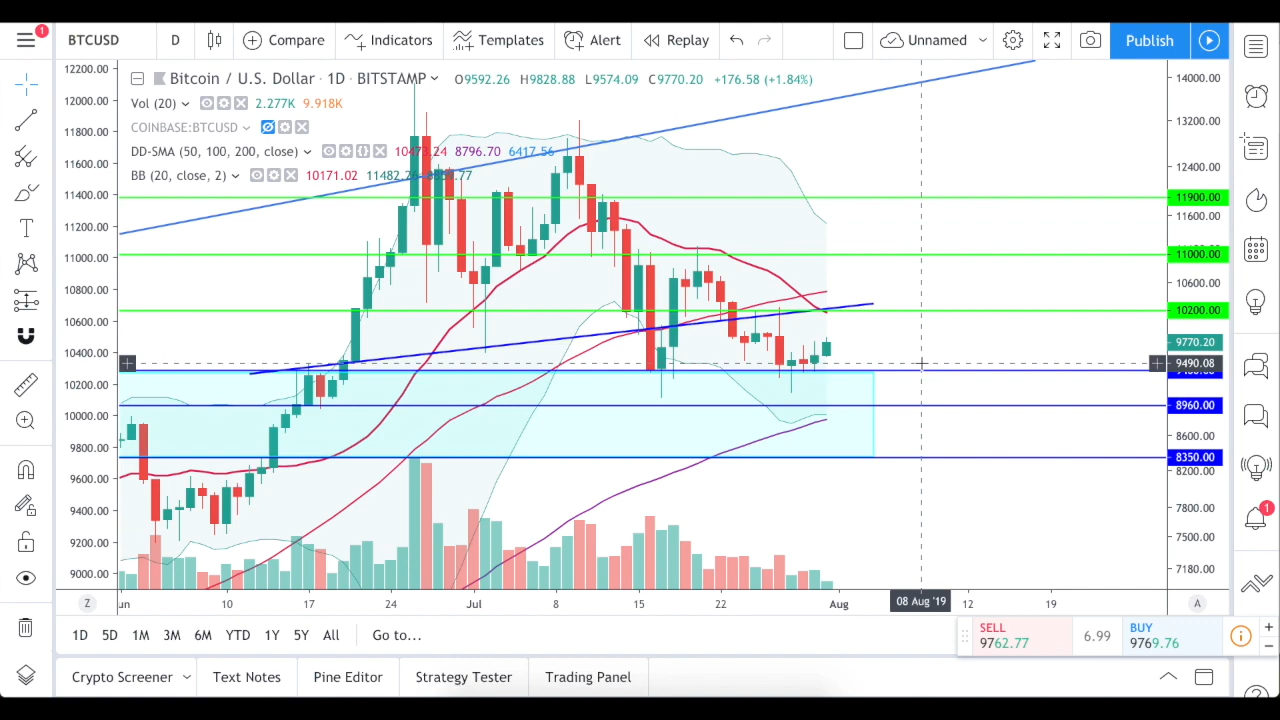 1
BTCUSD
D
Compare
Indicators
Templates
Alert
Replay
Unnamed
Publish
Bitcoin / U.S. Dollar · 1D · BITSTAMP
O9592.26 H9828.88 L9574.09 C9770.20 +176.58 (+1.84%)
Vol (20) 2.277K 9.918K
COINBASE:BTCUSD
DD-SMA (50, 100, 200, close) 10473.24 8796.70 6417.56
BB (20, close, 2) 10171.02 11482.26
12200.00
12000.00
11800.00
11600.00
11400.00
11200.00
11000.00
10800.00
10600.00
10400.00
10200.00
10000.00
9800.00
9600.00
9400.00
9200.00
9000.00
14000.00
13200.00
12400.00
11900.00
11600.00
11000.00
10600.00
10200.00
9770.20
9490.08
8960.00
8600.00
8350.00
8200.00
7800.00
7500.00
7180.00
1
Z
un 10 17 24 Jul 8 15 22 Aug 08 Aug '19 12 19
A
1D 5D 1M 3M 6M YTD 1Y 5Y All Go to...
SELL
9762.77
6.99
BUY
9769.76
T
Crypto Screener
Text Notes
Pine Editor
Strategy Tester
Trading Panel